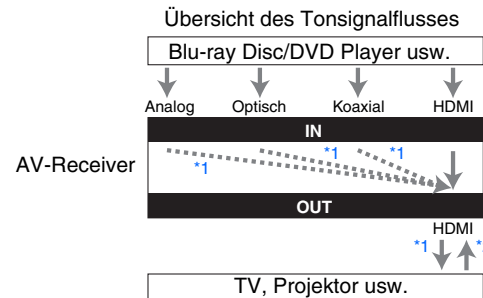 Übersicht des Tonsignalflusses
Blu-ray Disc/DVD Player usw.
Analog Optisch Koaxial HDMI
IN
*1 *1 *1
AV-Receiver
OUT
HDMI
*1 *
TV, Projektor usw.